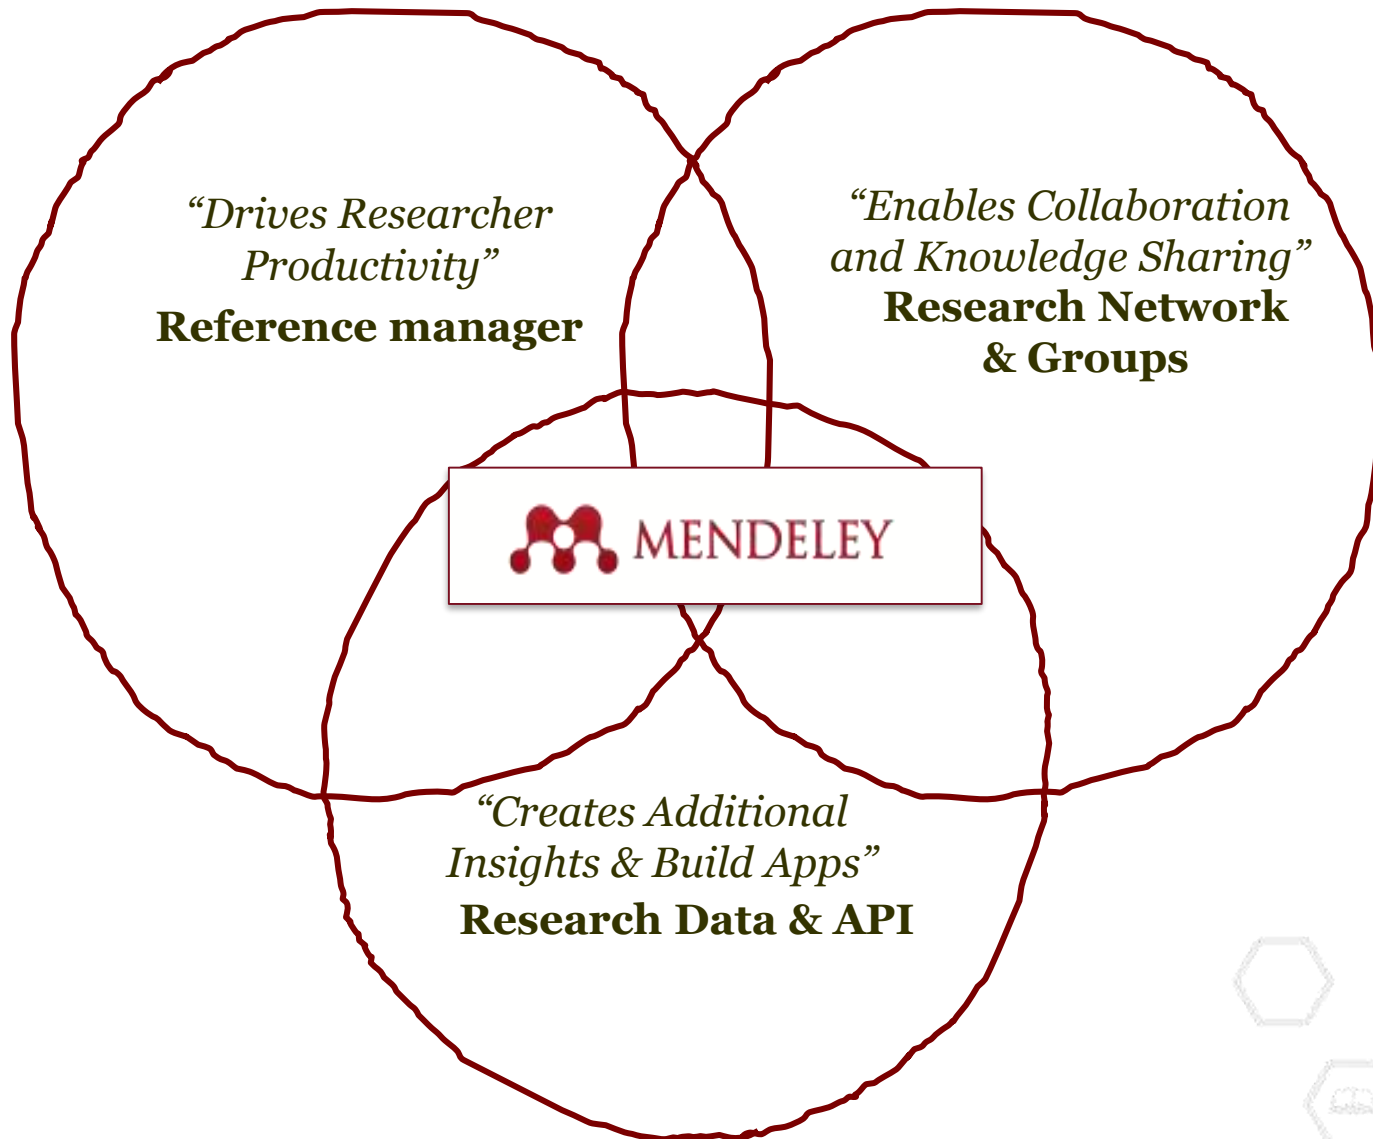 “Drives Researcher
Productivity”
Reference manager
“Enables Collaboration
and Knowledge Sharing”
Research Network
& Groups
MENDELEY
“Creates Additional
Insights & Build Apps”
Research Data & API